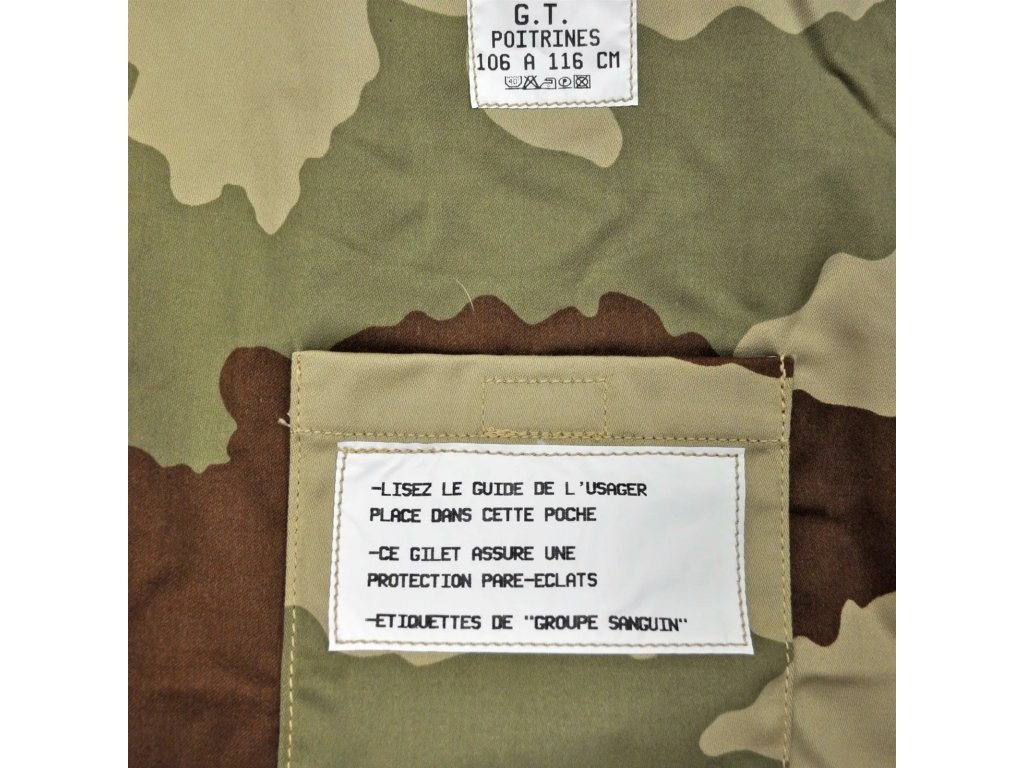 G.T.
POITRINES
106 A 116 CM
40
P
-LISEZ LE GUIDE DE L'USAGER
PLACE DANS CETTE POCHE
-CE GILET ASSURE UNE
PROTECTION PARE-ECLATS
-ETIQUETTES DE "GROUPE SANGUIN"